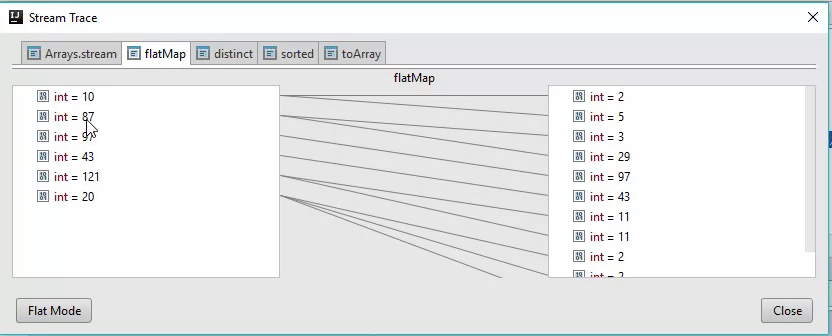 IJ Stream Trace
Arrays.stream flatMap distinct sorted toArray
flatMap
int = 10
int = 87
int = 97
int = 43
int = 121
int = 20
int = 2
int = 5
int = 3
int = 29
int = 97
int = 43
int = 11
int = 11
int = 2
int = 2
Flat Mode
Close